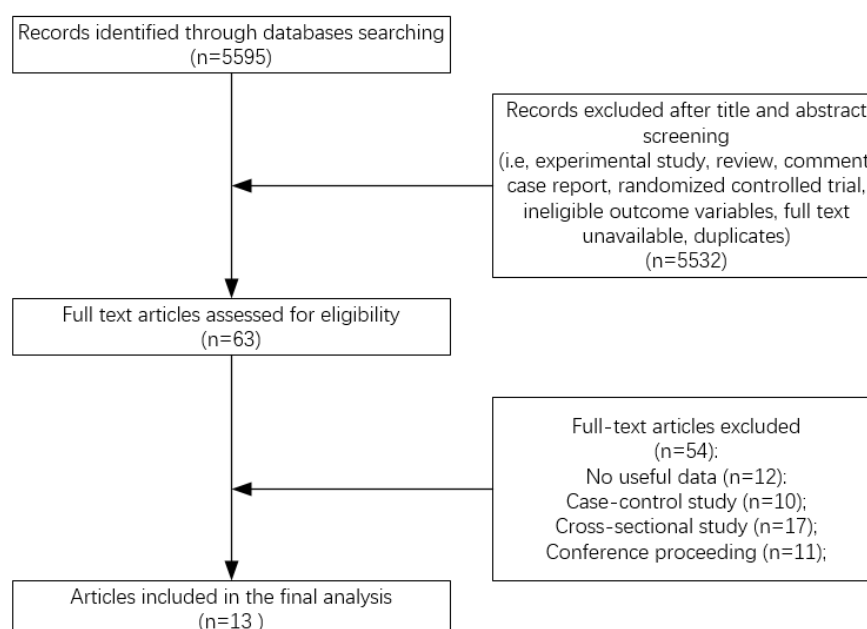 Records identified through databases searching
(n=5595)
Records excluded after title and abstract
screening
(i.e, experimental study, review, comment,
case report, randomized controlled trial,
ineligible outcome variables, full text
unavailable, duplicates)
(n=5532)
Full text articles assessed for eligibility
(n=63)
Full-text articles excluded
(n=54):
No useful data (n=12):
Case-control study (n=10);
Cross-sectional study (n=17);
Conference proceeding (n=11);
Articles included in the final analysis
(n=13 )